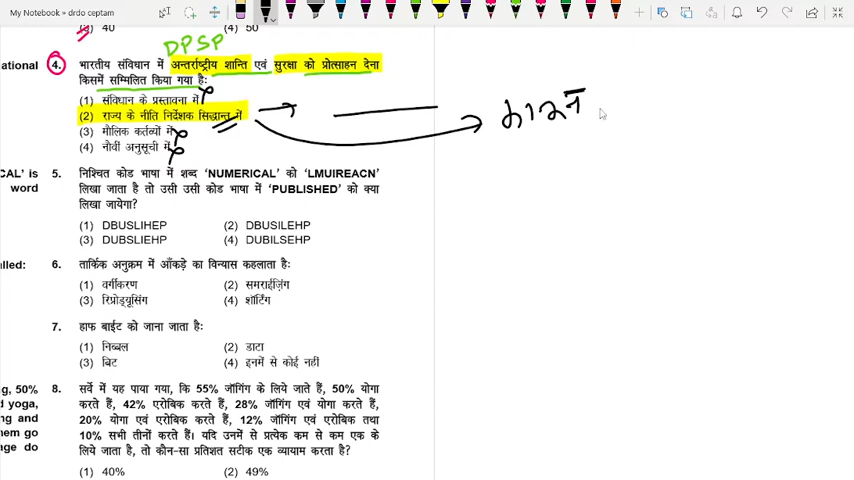 My Notebook » drdo ceptam
(3) 40 (4) 50
DPSP
ational
4. भारतीय संविधान में अन्तर्राष्ट्रीय शान्ति एवं सुरक्षा को प्रोत्साहन देना
किसमें सम्मिलित किया गया है:
(1) संविधान के प्रस्तावना में
(2) राज्य के नीति निर्देशक सिद्धान्त में
(3) मौलिक कर्तव्यों में
(4) नौवीं अनुसूची में
CAL' is
word
5. निश्चित कोड भाषा में शब्द 'NUMERICAL' को 'LMUIREACN'
लिखा जाता है तो उसी उसी कोड भाषा में 'PUBLISHED' को क्या
लिखा जायेगा?
(1) DBUSLIHEP (2) DBUSILEHP
(3) DUBSLIEHP (4) DUBILSEHP
lled:
6. तार्किक अनुक्रम में आँकड़े का विन्यास कहलाता है:
(1) वर्गीकरण (2) समराईज़िंग
(3) रिप्रोड्यूसिंग (4) शॉर्टिंग
7. हाफ बाईट को जाना जाता है:
(1) निब्बल (2) डाटा
(3) बिट (4) इनमें से कोई नहीं
ng, 50%
d yoga,
ng and
hem go
age do
8. सर्वे में यह पाया गया, कि 55% जॉगिंग के लिये जाते हैं, 50% योगा
करते हैं, 42% एरोबिक करते हैं, 28% जॉगिंग एवं योगा करते हैं,
20% योगा एवं एरोबिक करते हैं, 12% जॉगिंग एवं एरोबिक तथा
10% सभी तीनों करते हैं। यदि उनमें से प्रत्येक कम से कम एक के
लिये जाता है, तो कौन-सा प्रतिशत सटीक एक व्यायाम करता है?
(1) 40% (2) 49%